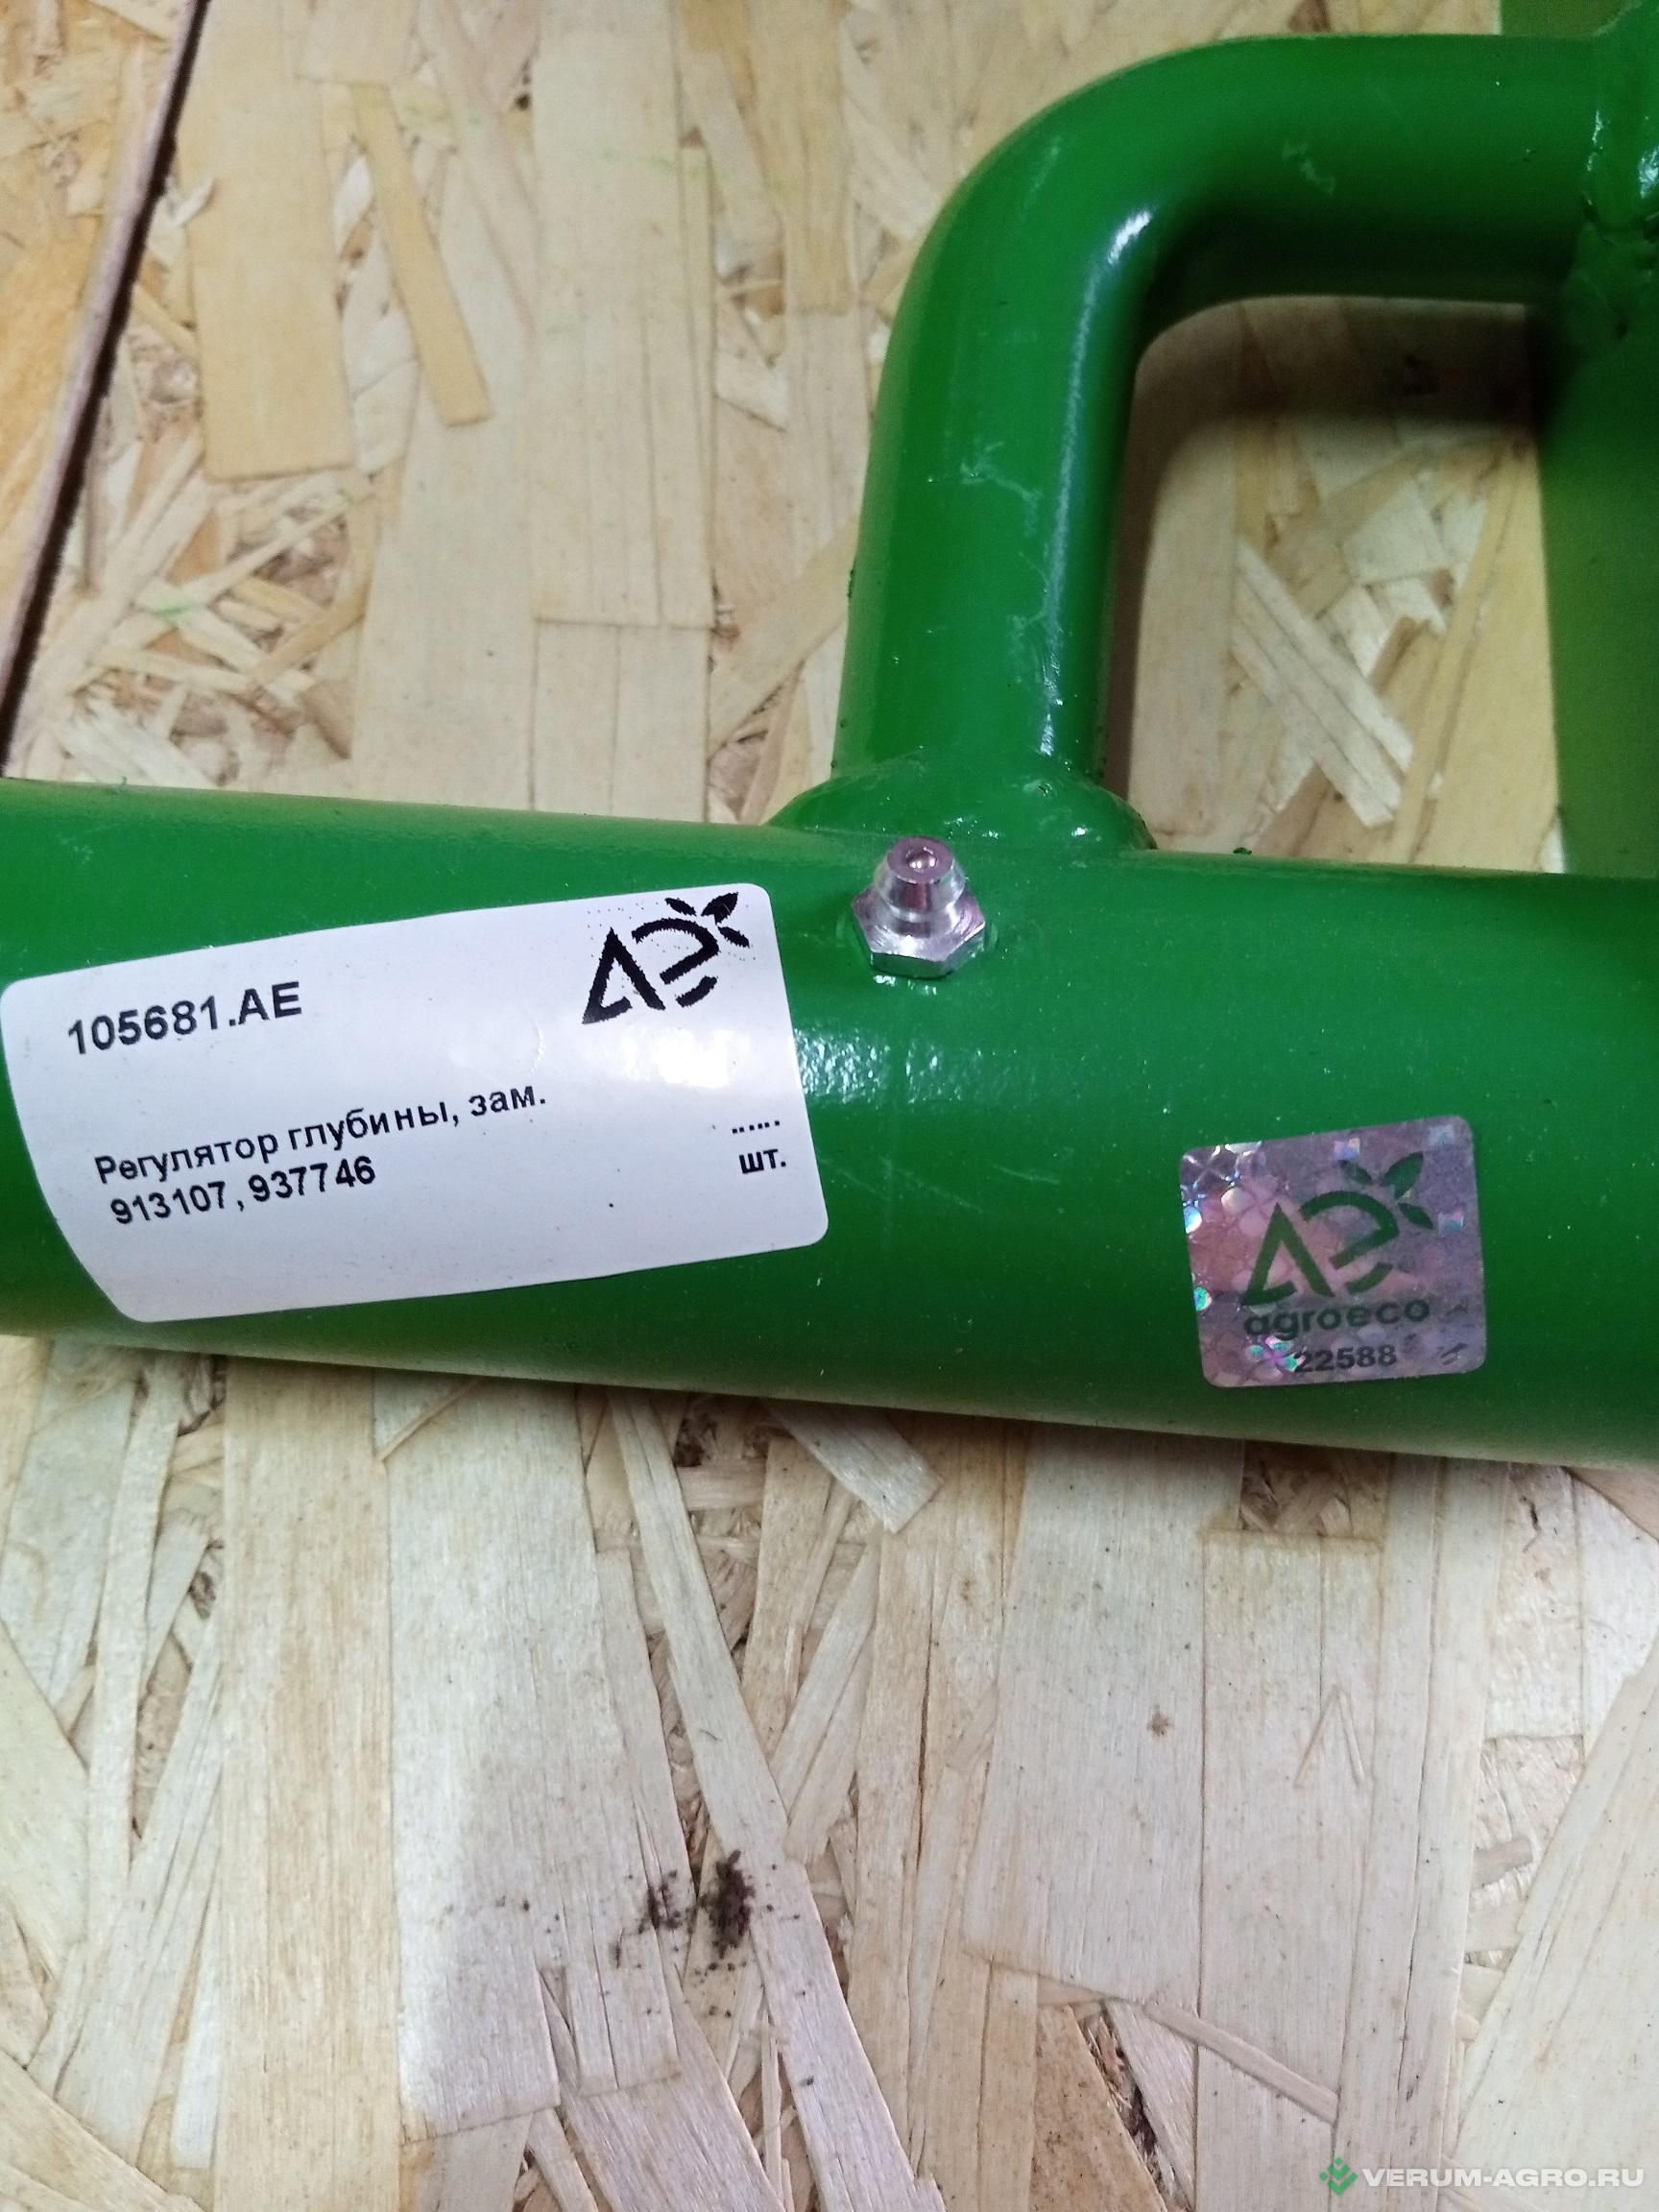 105681.AE
Регулятор глубины, зам.
913107, 937746
......
шт.
agroeco
22588
VERUM-AGRO.RU